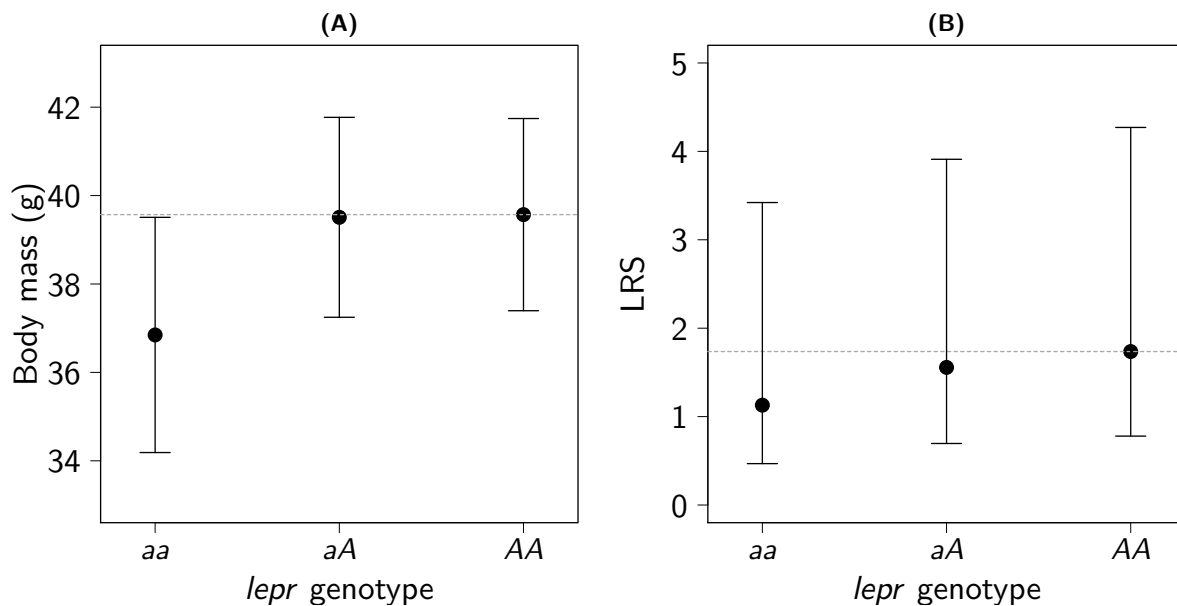 (A)
Body mass (g)
42
40
38
36
34
aa aA AA
lepr genotype
(B)
LRS
5
4
3
2
1
0
aa aA AA
lepr genotype